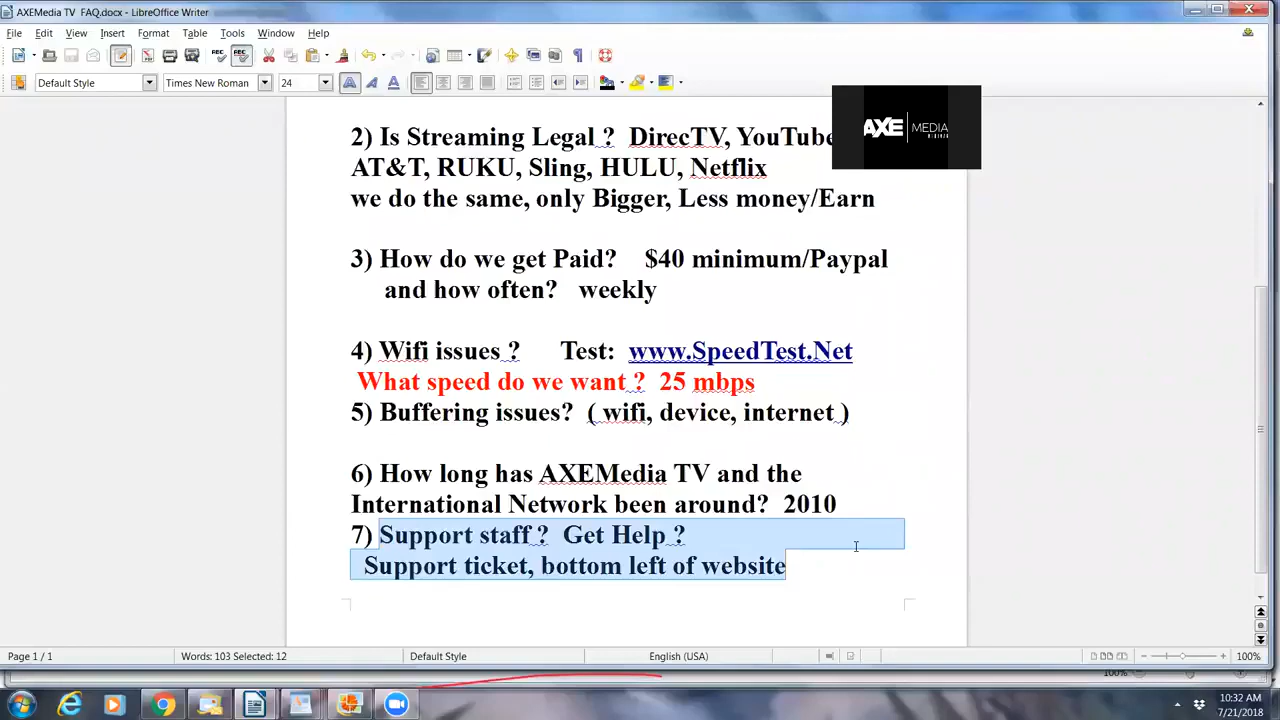 AXEMedia TV FAQ.docx - LibreOffice Writer
File Edit View Insert Format Table Tools Window Help
Default Style Times New Roman 24
AXE MEDIA
2) Is Streaming Legal ? DirecTV, YouTube
AT&T, RUKU, Sling, HULU, Netflix
we do the same, only Bigger, Less money/Earn
3) How do we get Paid? $40 minimum/Paypal
and how often? weekly
4) Wifi issues ? Test: www.SpeedTest.Net
What speed do we want ? 25 mbps
5) Buffering issues? ( wifi, device, internet )
6) How long has AXEMedia TV and the
International Network been around? 2010
7) Support staff ? Get Help ?
Support ticket, bottom left of website
Page 1 / 1 Words: 103 Selected: 12 Default Style English (USA) 100%
100%
10:32 AM
7/21/2018